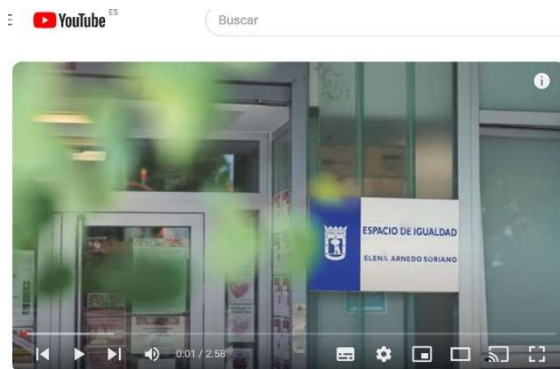 YouTube ES
Buscar
ESPACIO DE IGUALDAD
ELENA ARNEDO SORIANO
0:01 / 2:58